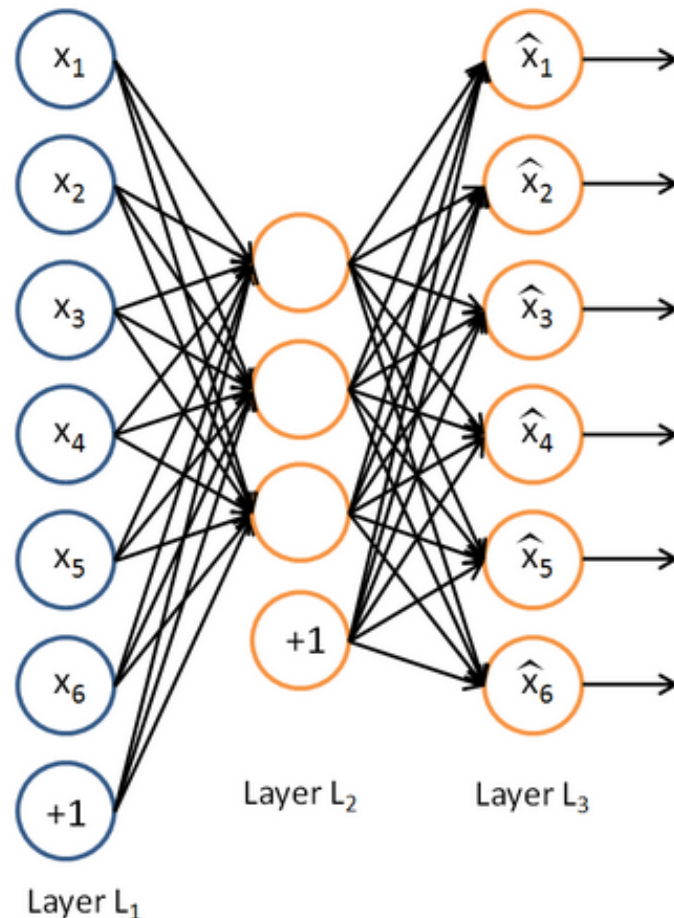 x₁
x₂
x₃
x₄
x₅
x₆
+1
Layer L₁
+1
Layer L₂
x̂₁
x̂₂
x̂₃
x̂₄
x̂₅
x̂₆
Layer L₃